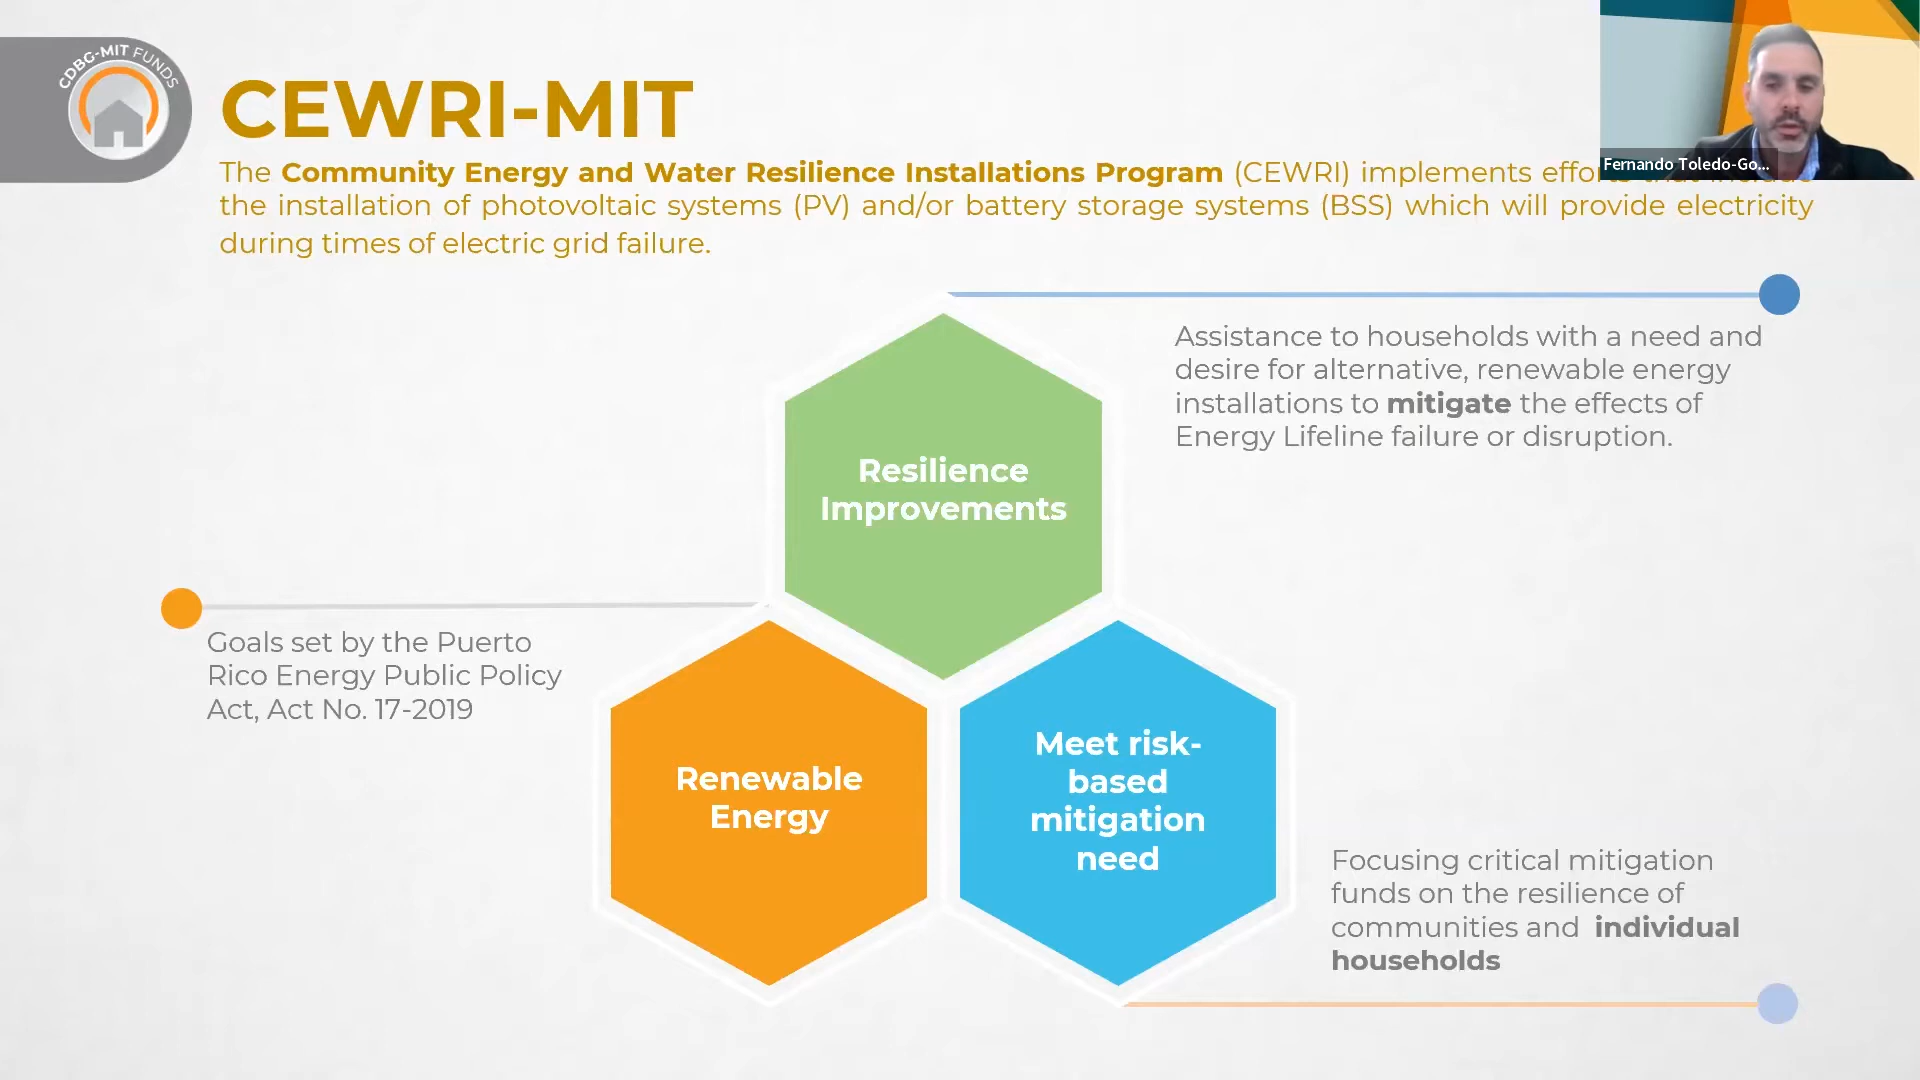 CDBG-MIT FUNDS
CEWRI-MIT
Fernando Toledo-Go...
The Community Energy and Water Resilience Installations Program (CEWRI) implements
the installation of photovoltaic systems (PV) and/or battery storage systems (BSS) which will provide electricity
during times of electric grid failure.
Assistance to households with a need and
desire for alternative, renewable energy
installations to mitigate the effects of
Energy Lifeline failure or disruption.
Resilience
Improvements
Goals set by the Puerto
Rico Energy Public Policy
Act, Act No. 17-2019
Renewable
Energy
Meet risk-
based
mitigation
need
Focusing critical mitigation
funds on the resilience of
communities and individual
households